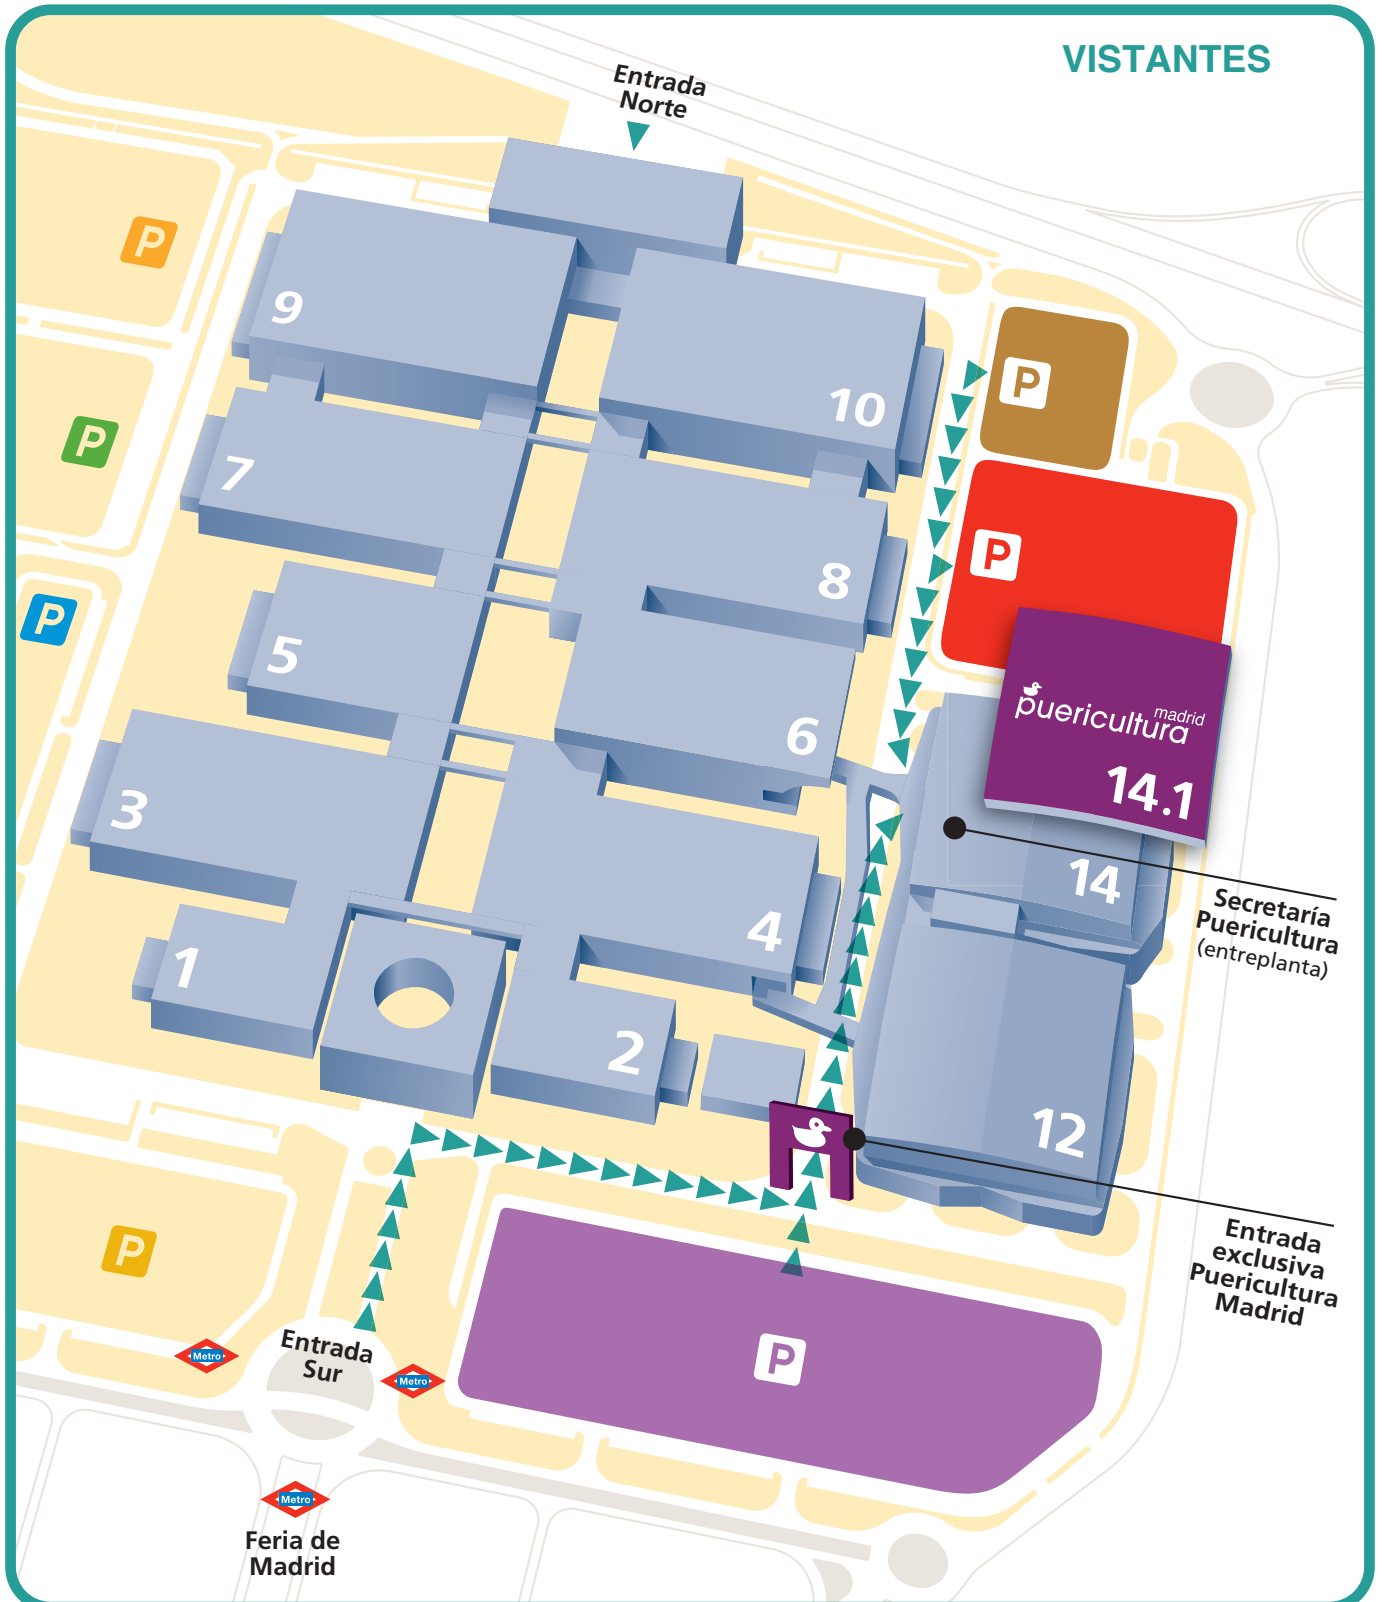 VISTANTES
Entrada
Norte
P
9
10
P
P
7
8
P
P
5
6
puericultura
madrid
14.1
3
14
4
Secretaría
Puericultura
(entreplanta)
1
2
12
P
Entrada
exclusiva
Puericultura
Madrid
Entrada
Sur
Metro
Metro
P
Metro
Feria de
Madrid